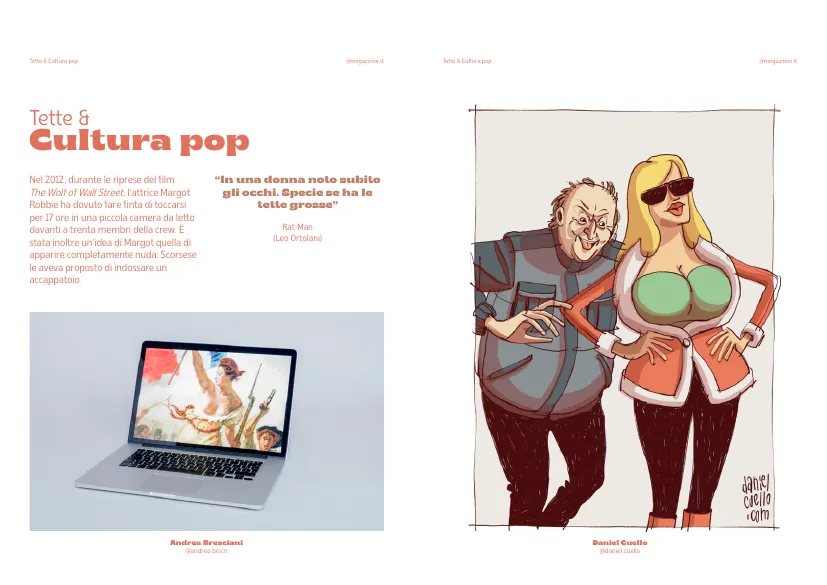 Tette & Cultura pop
@megazinne.it
Tette &
Cultura pop
Nel 2012, durante le riprese del film
The Wolf of Wall Street, l'attrice Margot
Robbie ha dovuto fare finta di toccarsi
per 17 ore in una piccola camera da letto
davanti a trenta membri della crew. È
stata inoltre un'idea di Margot quella di
apparire completamente nuda: Scorsese
le aveva proposto di indossare un
accappatoio.
“In una donna noto subito
gli occhi. Specie se ha le
tette grosse”
Rat-Man
(Leo Ortolani)
Andrea Bresciani
@andrea.brscn
Tette & Cultura pop
@megazinne.it
daniel
cuello
.com
Daniel Cuello
@daniel.cuello